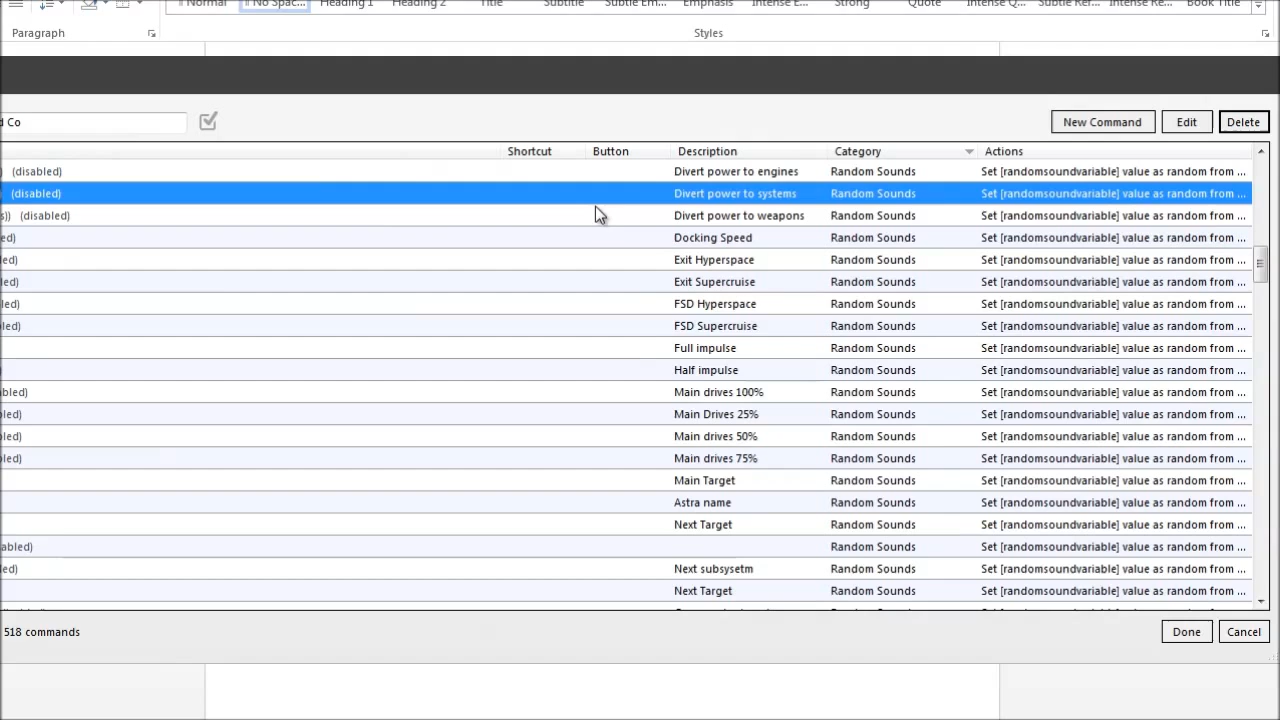 Normal No Spac... Heading 1 Heading 2 Title Subtitle Subtle Em... Emphasis Intense E... Strong Quote Intense Q... Subtle Ref... Intense Re... Book Title
Paragraph Styles
d Co New Command Edit Delete
Shortcut Button Description Category Actions
) (disabled) Divert power to engines Random Sounds Set [randomsoundvariable] value as random from ...
(disabled) Divert power to systems Random Sounds Set [randomsoundvariable] value as random from ...
s)) (disabled) Divert power to weapons Random Sounds Set [randomsoundvariable] value as random from ...
ed) Docking Speed Random Sounds Set [randomsoundvariable] value as random from ...
led) Exit Hyperspace Random Sounds Set [randomsoundvariable] value as random from ...
bled) Exit Supercruise Random Sounds Set [randomsoundvariable] value as random from ...
led) FSD Hyperspace Random Sounds Set [randomsoundvariable] value as random from ...
bled) FSD Supercruise Random Sounds Set [randomsoundvariable] value as random from ...
Full impulse Random Sounds Set [randomsoundvariable] value as random from ...
) Half impulse Random Sounds Set [randomsoundvariable] value as random from ...
abled) Main drives 100% Random Sounds Set [randomsoundvariable] value as random from ...
bled) Main Drives 25% Random Sounds Set [randomsoundvariable] value as random from ...
bled) Main drives 50% Random Sounds Set [randomsoundvariable] value as random from ...
bled) Main drives 75% Random Sounds Set [randomsoundvariable] value as random from ...
Main Target Random Sounds Set [randomsoundvariable] value as random from ...
Astra name Random Sounds Set [randomsoundvariable] value as random from ...
Next Target Random Sounds Set [randomsoundvariable] value as random from ...
abled) Random Sounds Set [randomsoundvariable] value as random from ...
led) Next subsysetm Random Sounds Set [randomsoundvariable] value as random from ...
Next Target Random Sounds Set [randomsoundvariable] value as random from ...
518 commands Done Cancel